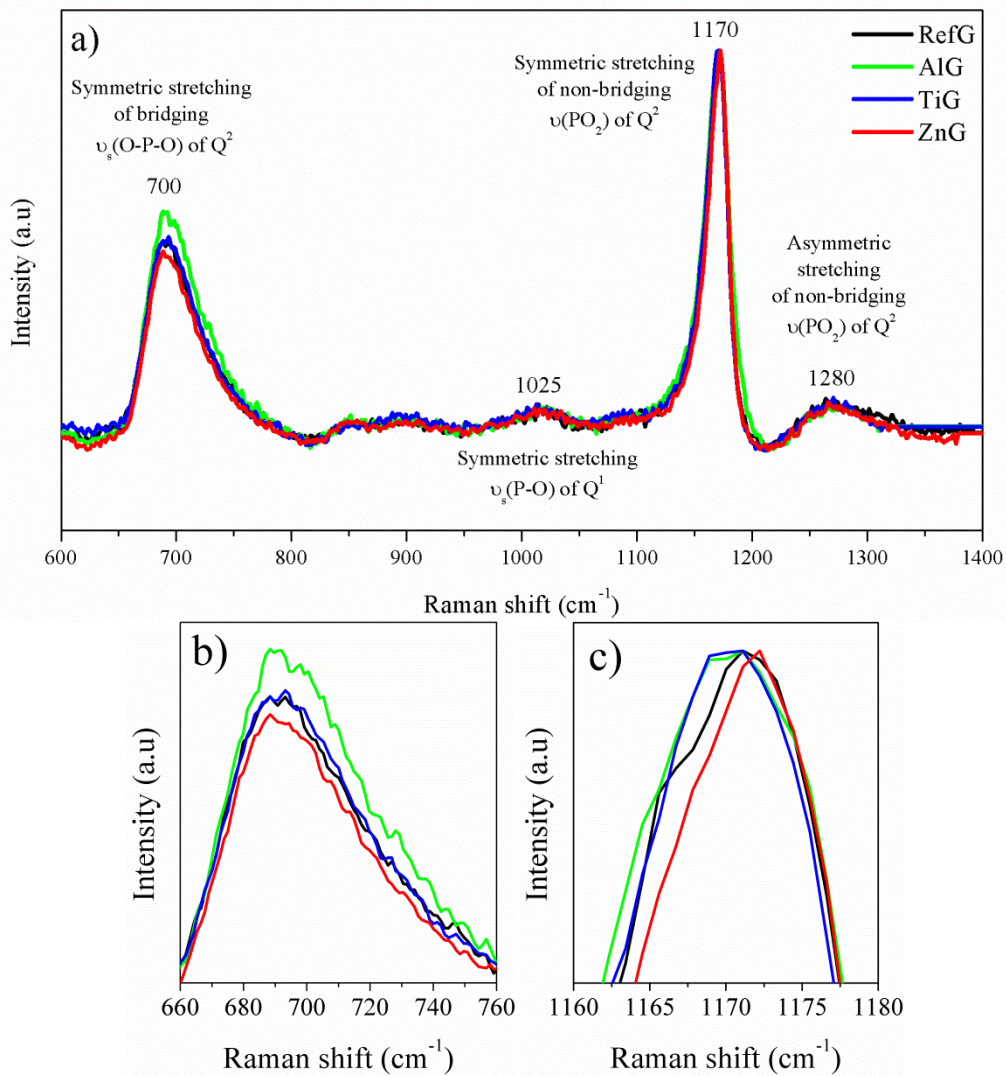 a)
1170
RefG
AlG
TiG
ZnG
Symmetric stretching
of bridging
υs(O-P-O) of Q²
700
Symmetric stretching
of non-bridging
υ(PO₂) of Q²
Asymmetric
stretching
of non-bridging
υ(PO₂) of Q²
1025
1280
Symmetric stretching
υs(P-O) of Q¹
Intensity (a.u)
600 700 800 900 1000 1100 1200 1300 1400
Raman shift (cm⁻¹)
b)
Intensity (a.u)
660 680 700 720 740 760
Raman shift (cm⁻¹)
c)
Intensity (a.u)
1160 1165 1170 1175 1180
Raman shift (cm⁻¹)